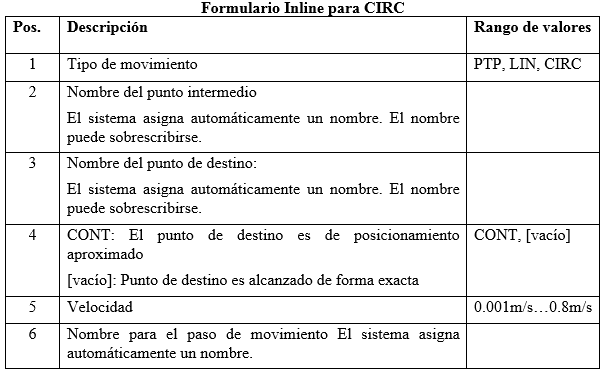 Formulario Inline para CIRC
Pos. Descripción Rango de valores
1 Tipo de movimiento PTP, LIN, CIRC
2 Nombre del punto intermedio
El sistema asigna automáticamente un nombre. El nombre
puede sobrescribirse.
3 Nombre del punto de destino:
El sistema asigna automáticamente un nombre. El nombre
puede sobrescribirse.
4 CONT: El punto de destino es de posicionamiento CONT, [vacío]
aproximado
[vacío]: Punto de destino es alcanzado de forma exacta
5 Velocidad 0.001m/s…0.8m/s
6 Nombre para el paso de movimiento El sistema asigna
automáticamente un nombre.